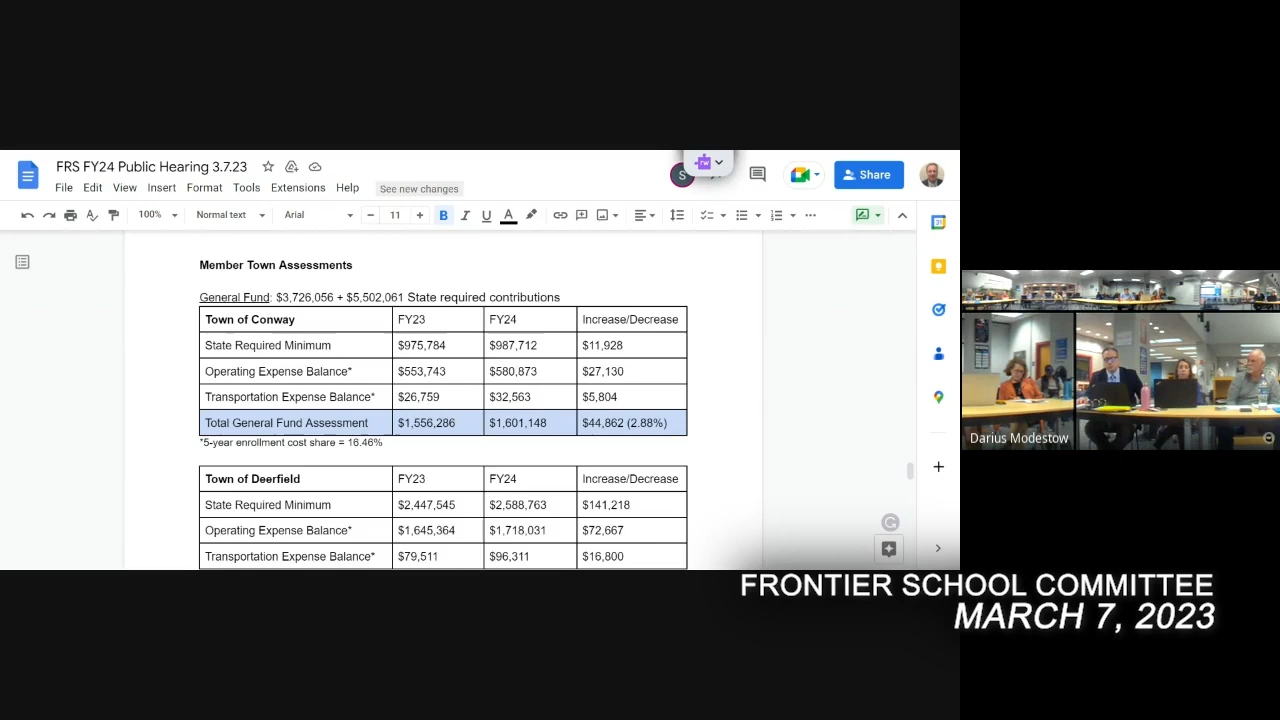 FRS FY24 Public Hearing 3.7.23
File Edit View Insert Format Tools Extensions Help See new changes
S
rw
Share
100% Normal text Arial 11 B I U A
Member Town Assessments
General Fund: $3,726,056 + $5,502,061 State required contributions
Town of Conway FY23 FY24 Increase/Decrease
State Required Minimum $975,784 $987,712 $11,928
Operating Expense Balance* $553,743 $580,873 $27,130
Transportation Expense Balance* $26,759 $32,563 $5,804
Total General Fund Assessment $1,556,286 $1,601,148 $44,862 (2.88%)
*5-year enrollment cost share = 16.46%
Town of Deerfield FY23 FY24 Increase/Decrease
State Required Minimum $2,447,545 $2,588,763 $141,218
Operating Expense Balance* $1,645,364 $1,718,031 $72,667
Transportation Expense Balance* $79,511 $96,311 $16,800
Darius Modestow
FRONTIER SCHOOL COMMITTEE
MARCH 7, 2023